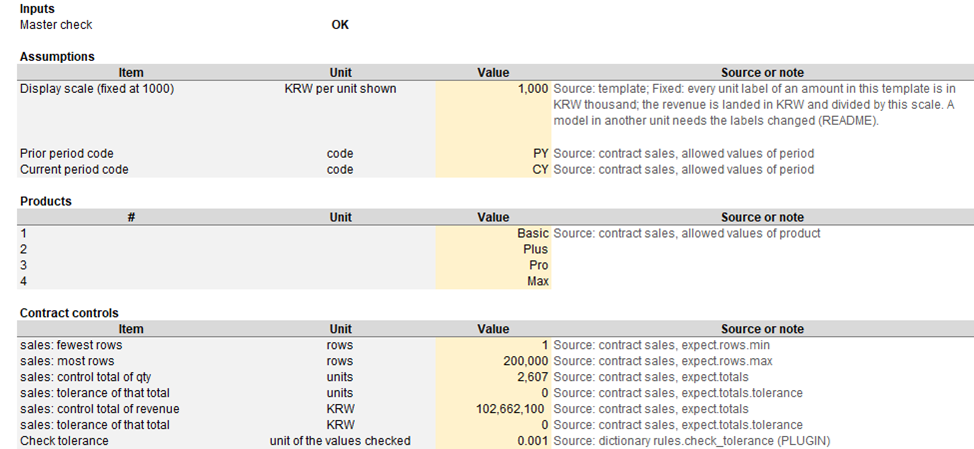 Inputs
Master check OK
Assumptions
Item Unit Value Source or note
Display scale (fixed at 1000) KRW per unit shown 1,000 Source: template; Fixed: every unit label of an amount in this template is in
KRW thousand; the revenue is landed in KRW and divided by this scale. A
model in another unit needs the labels changed (README).
Prior period code code PY Source: contract sales, allowed values of period
Current period code code CY Source: contract sales, allowed values of period
Products
# Unit Value Source or note
1 Basic Source: contract sales, allowed values of product
2 Plus
3 Pro
4 Max
Contract controls
Item Unit Value Source or note
sales: fewest rows rows 1 Source: contract sales, expect.rows.min
sales: most rows rows 200,000 Source: contract sales, expect.rows.max
sales: control total of qty units 2,607 Source: contract sales, expect.totals
sales: tolerance of that total units 0 Source: contract sales, expect.totals.tolerance
sales: control total of revenue KRW 102,662,100 Source: contract sales, expect.totals
sales: tolerance of that total KRW 0 Source: contract sales, expect.totals.tolerance
Check tolerance unit of the values checked 0.001 Source: dictionary rules.check_tolerance (PLUGIN)